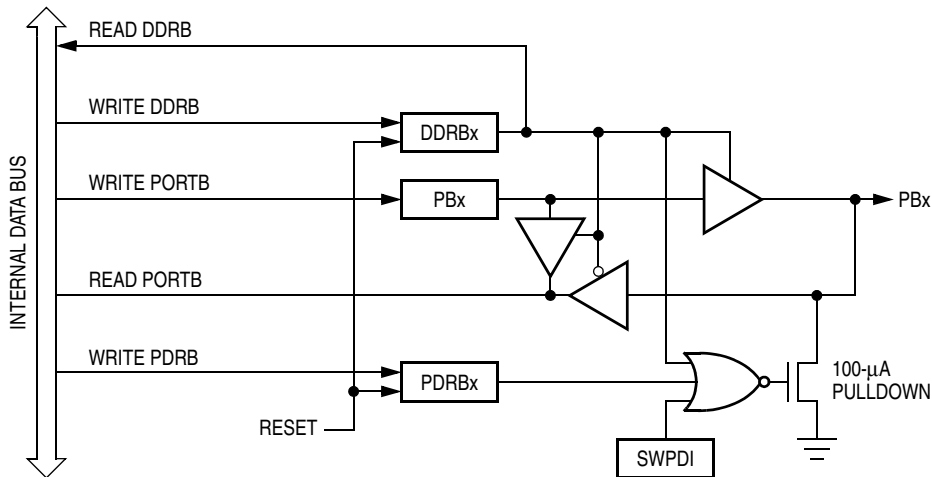 READ DDRB
WRITE DDRB
DDRBx
WRITE PORTB
PBx
PBx
INTERNAL DATA BUS
READ PORTB
WRITE PDRB
PDRBx
100-µA
PULLDOWN
RESET
SWPDI